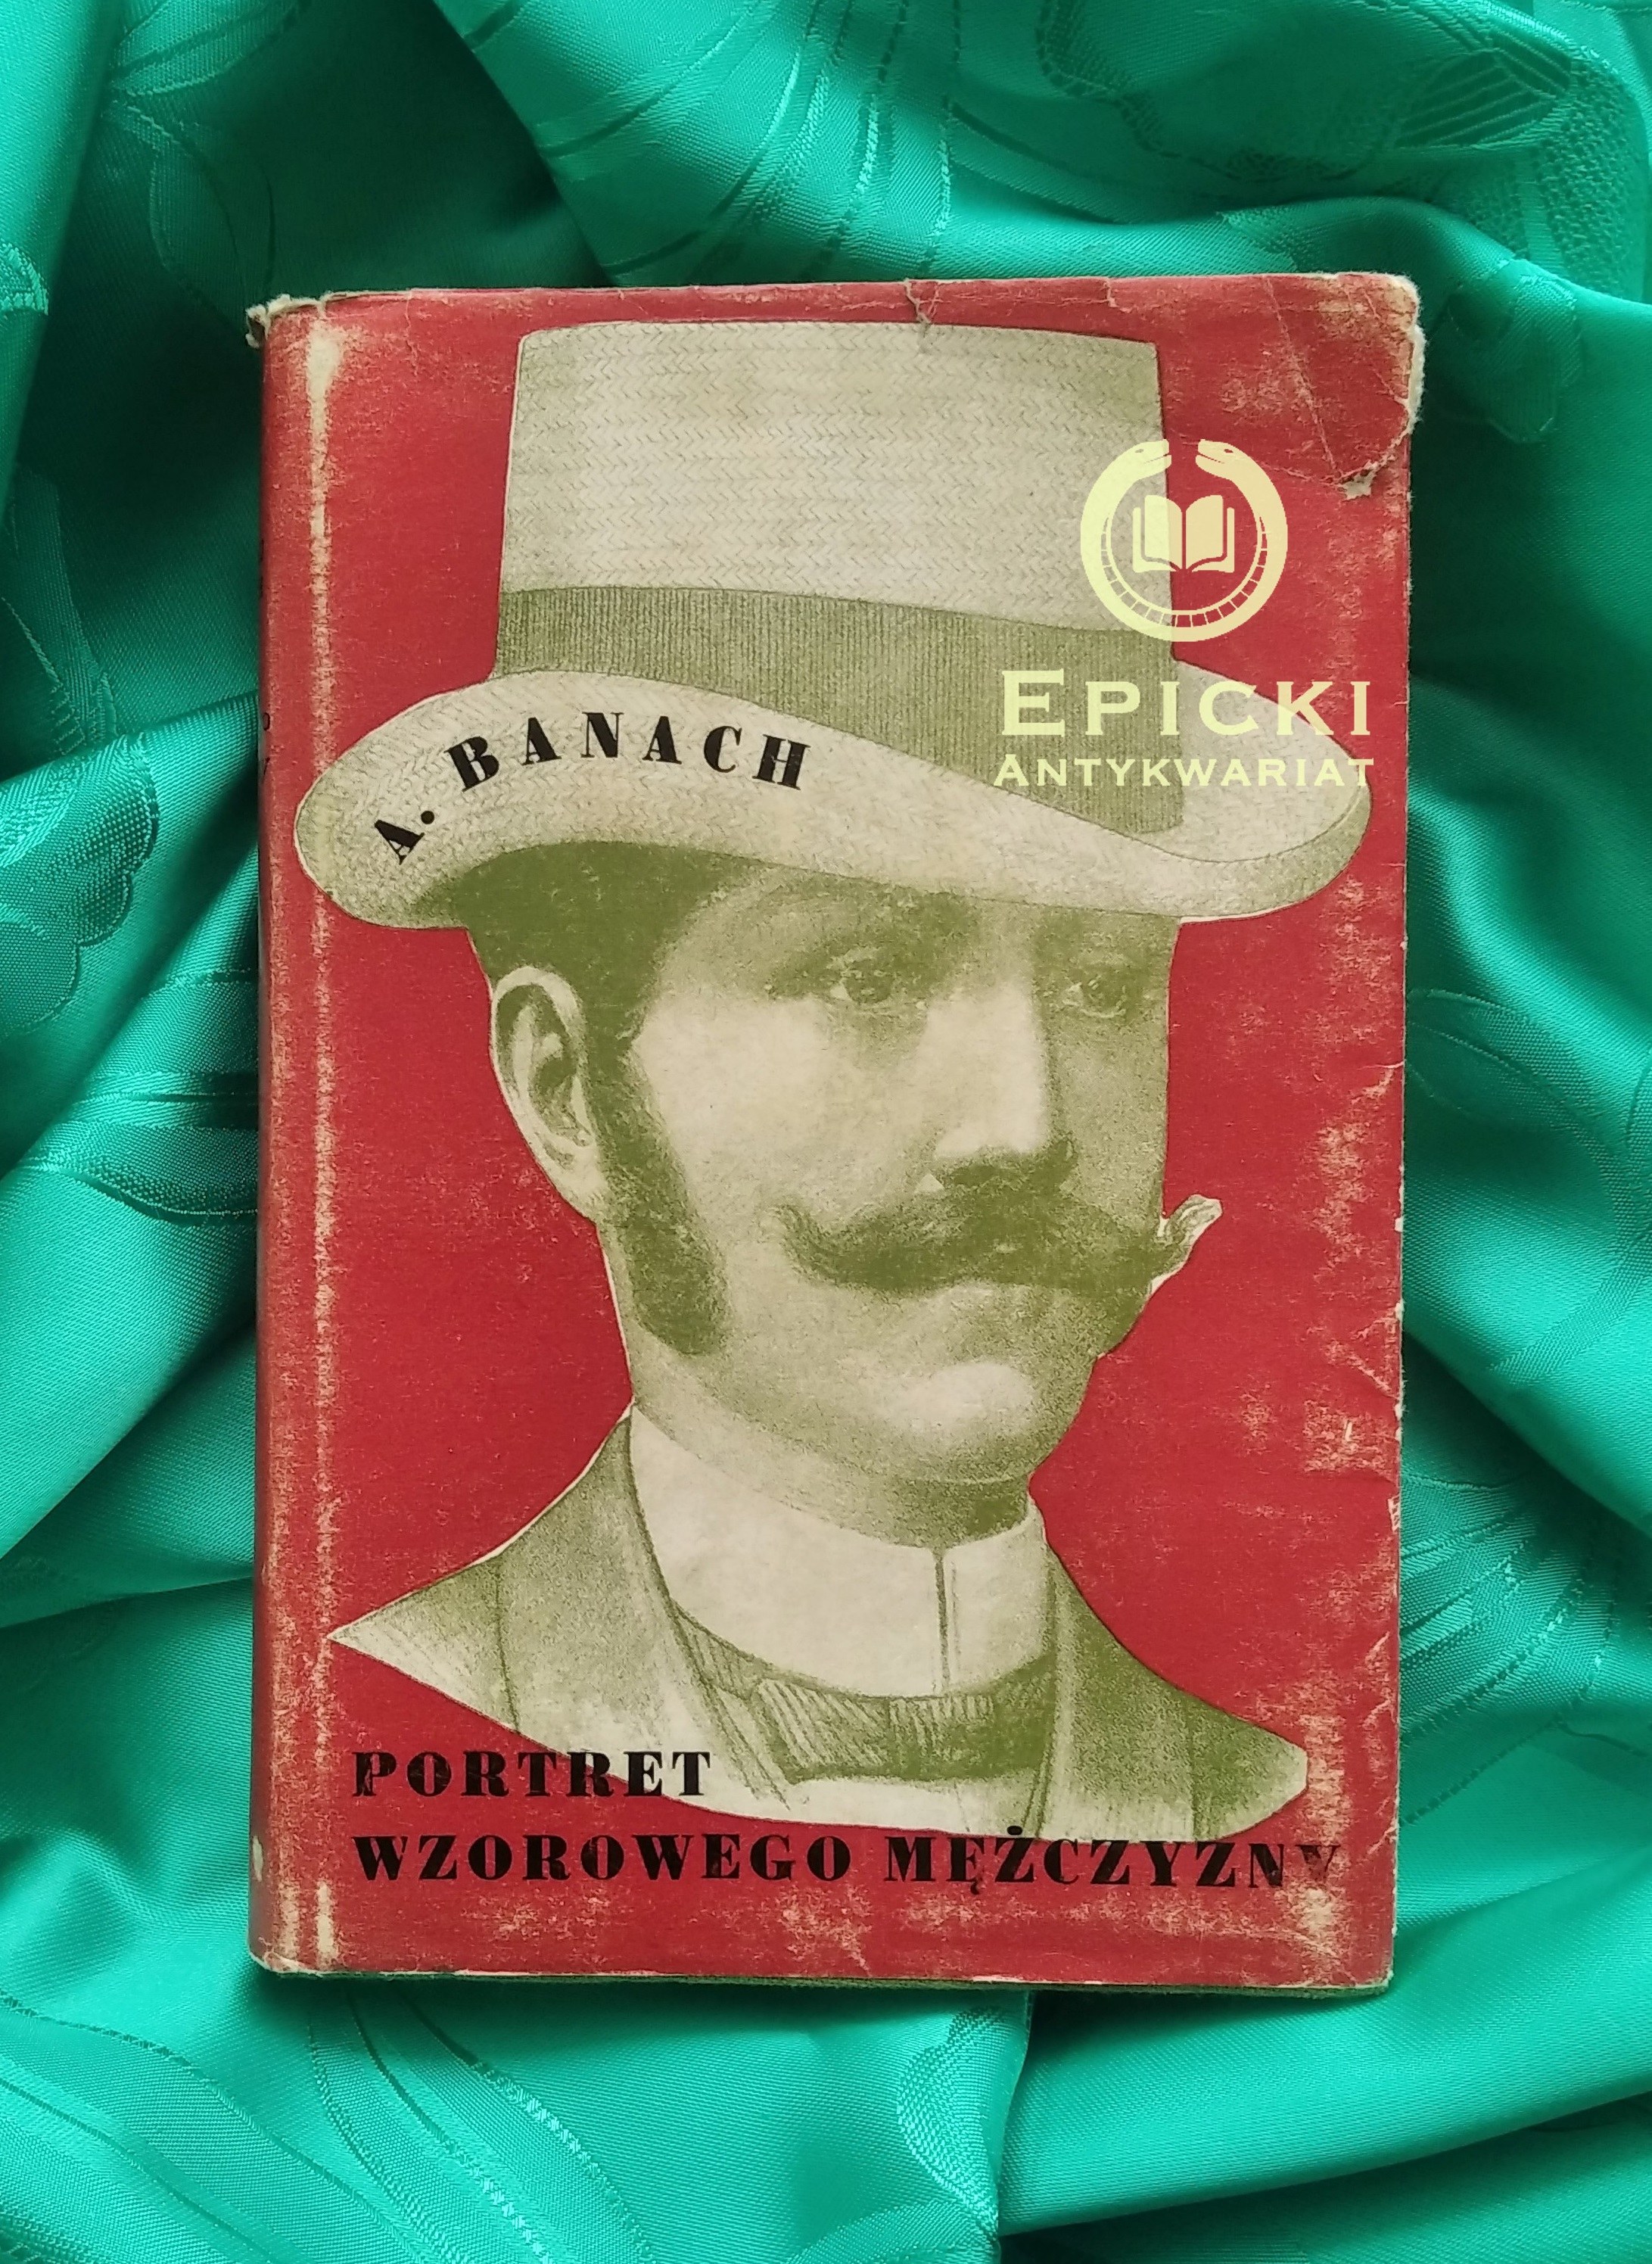 EPICKI
ANTYKWARIAT
A. BANACH
PORTRET
WZOROWEGO MĘŻCZYZNY